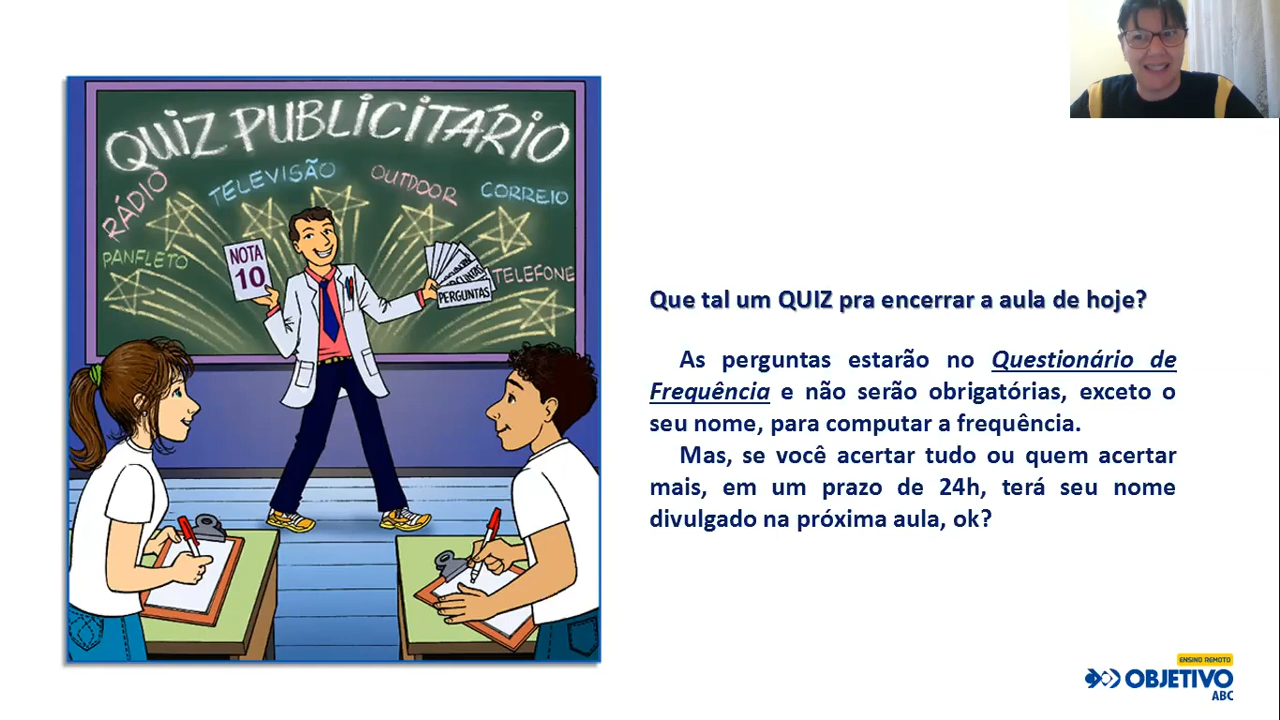 QUIZ PUBLICITÁRIO
RÁDIO
TELEVISÃO
OUTDOOR
CORREIO
PANFLETO
TELEFONE
NOTA
10
PERGUNTAS
Que tal um QUIZ pra encerrar a aula de hoje?
As perguntas estarão no Questionário de
Frequência e não serão obrigatórias, exceto o
seu nome, para computar a frequência.
Mas, se você acertar tudo ou quem acertar
mais, em um prazo de 24h, terá seu nome
divulgado na próxima aula, ok?
ENSINO REMOTO
OBJETIVO
ABC